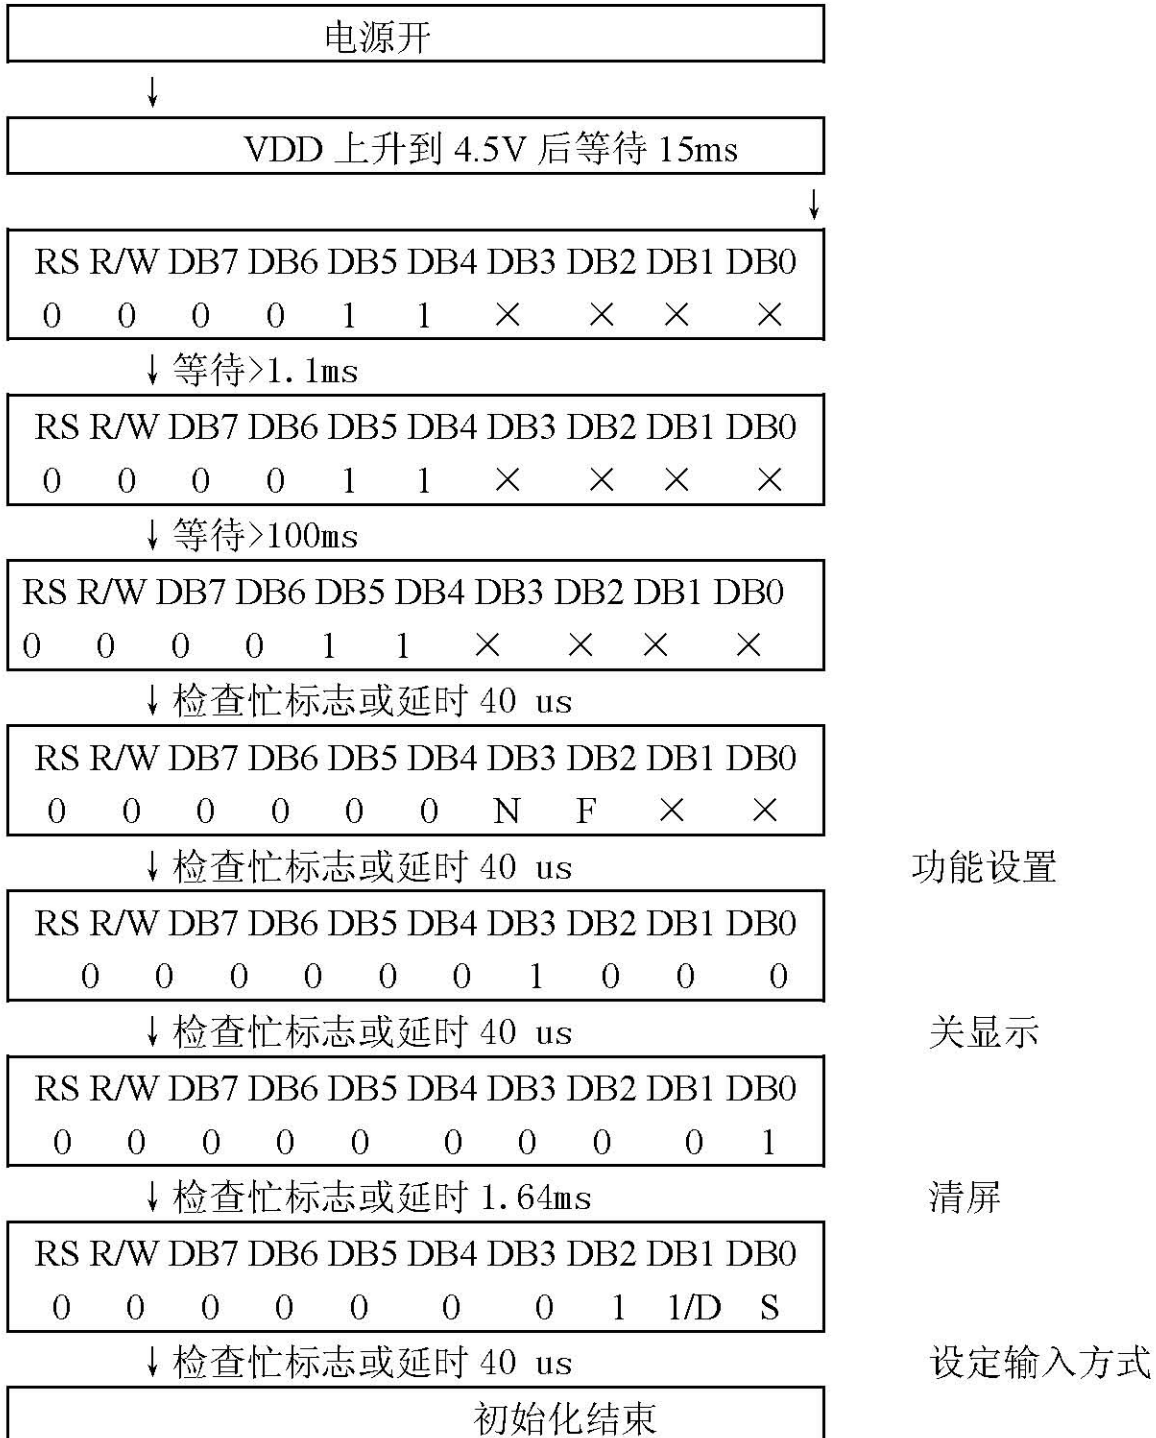 电源开
↓
VDD 上升到 4.5V 后等待 15ms
↓
RS R/W DB7 DB6 DB5 DB4 DB3 DB2 DB1 DB0
0 0 0 0 1 1 × × × ×
↓等待>1.1ms
RS R/W DB7 DB6 DB5 DB4 DB3 DB2 DB1 DB0
0 0 0 0 1 1 × × × ×
↓等待>100ms
RS R/W DB7 DB6 DB5 DB4 DB3 DB2 DB1 DB0
0 0 0 0 1 1 × × × ×
↓检查忙标志或延时 40 us
RS R/W DB7 DB6 DB5 DB4 DB3 DB2 DB1 DB0
0 0 0 0 0 0 N F × ×
↓检查忙标志或延时 40 us 功能设置
RS R/W DB7 DB6 DB5 DB4 DB3 DB2 DB1 DB0
0 0 0 0 0 0 1 0 0 0
↓检查忙标志或延时 40 us 关显示
RS R/W DB7 DB6 DB5 DB4 DB3 DB2 DB1 DB0
0 0 0 0 0 0 0 0 0 1
↓检查忙标志或延时 1.64ms 清屏
RS R/W DB7 DB6 DB5 DB4 DB3 DB2 DB1 DB0
0 0 0 0 0 0 0 1 1/D S
↓检查忙标志或延时 40 us 设定输入方式
初始化结束